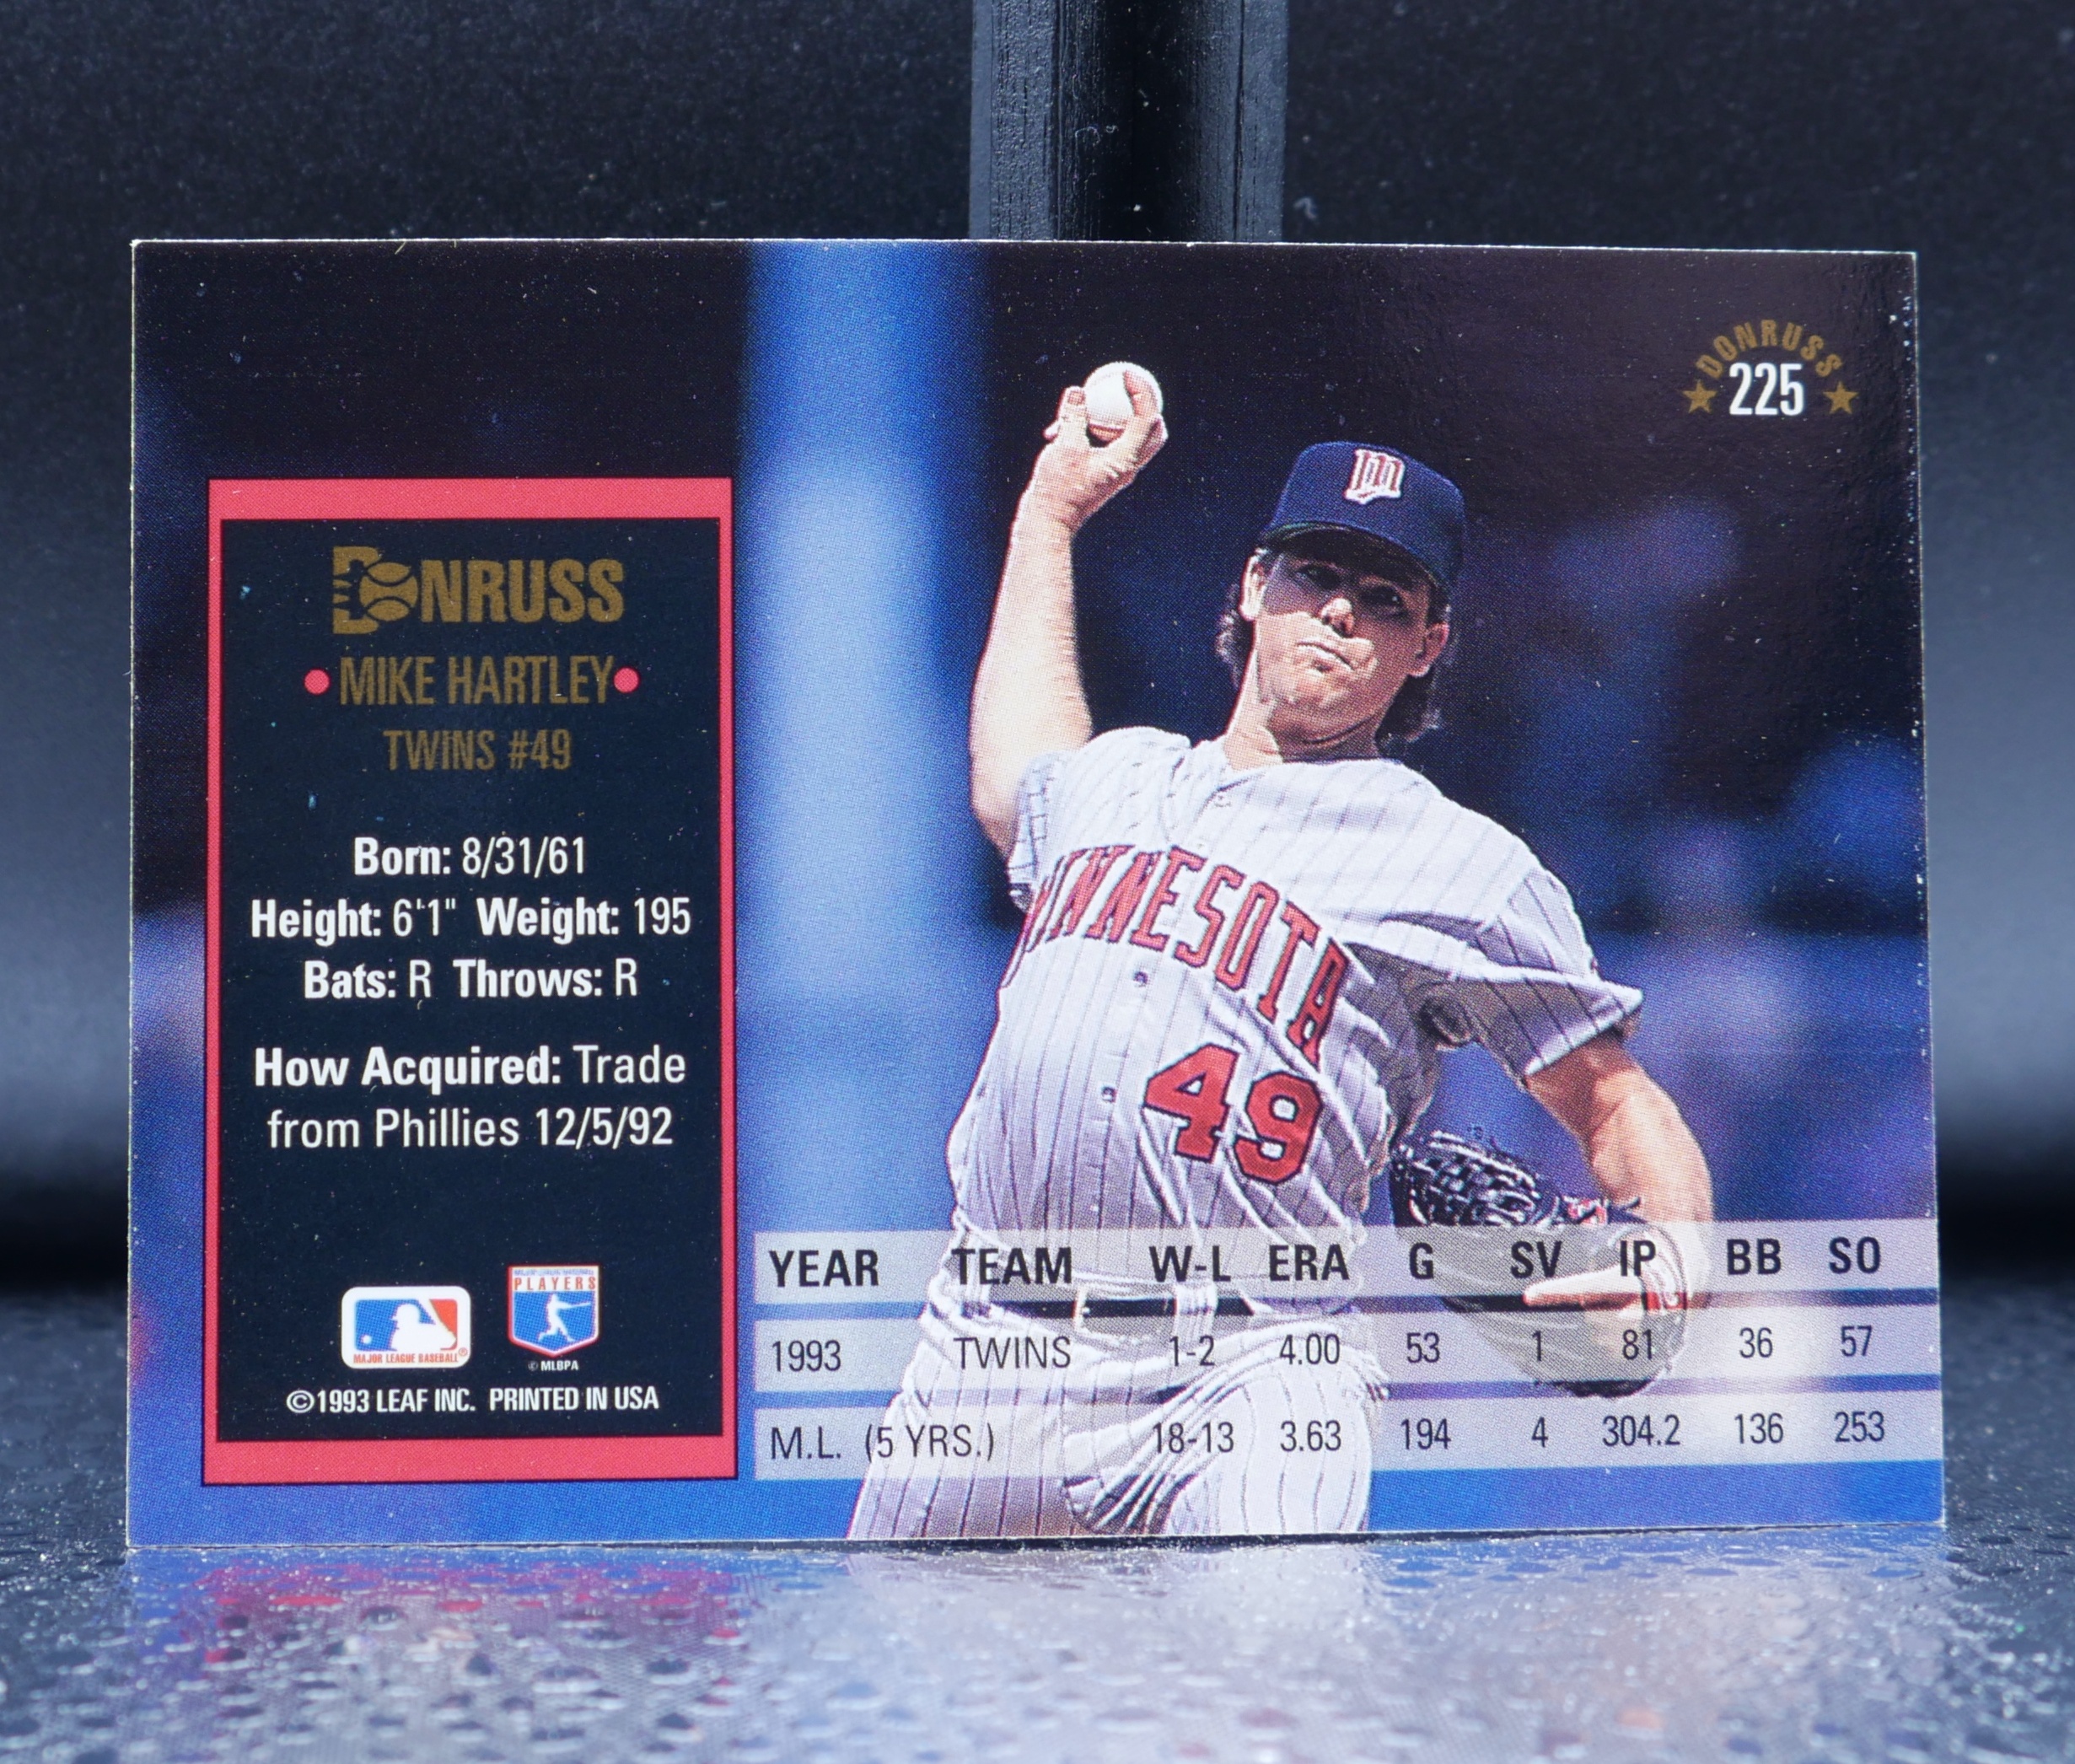 DONRUSS
225
DONRUSS
MIKE HARTLEY
TWINS #49
Born: 8/31/61
Height: 6'1" Weight: 195
Bats: R Throws: R
How Acquired: Trade
from Phillies 12/5/92
MAJOR LEAGUE BASEBALL®
PLAYERS
© MLBPA
©1993 LEAF INC. PRINTED IN USA
MINNESOTA
49
YEAR TEAM W-L ERA G SV IP BB SO
1993 TWINS 1-2 4.00 53 1 81 36 57
M.L. (5 YRS.) 18-13 3.63 194 4 304.2 136 253